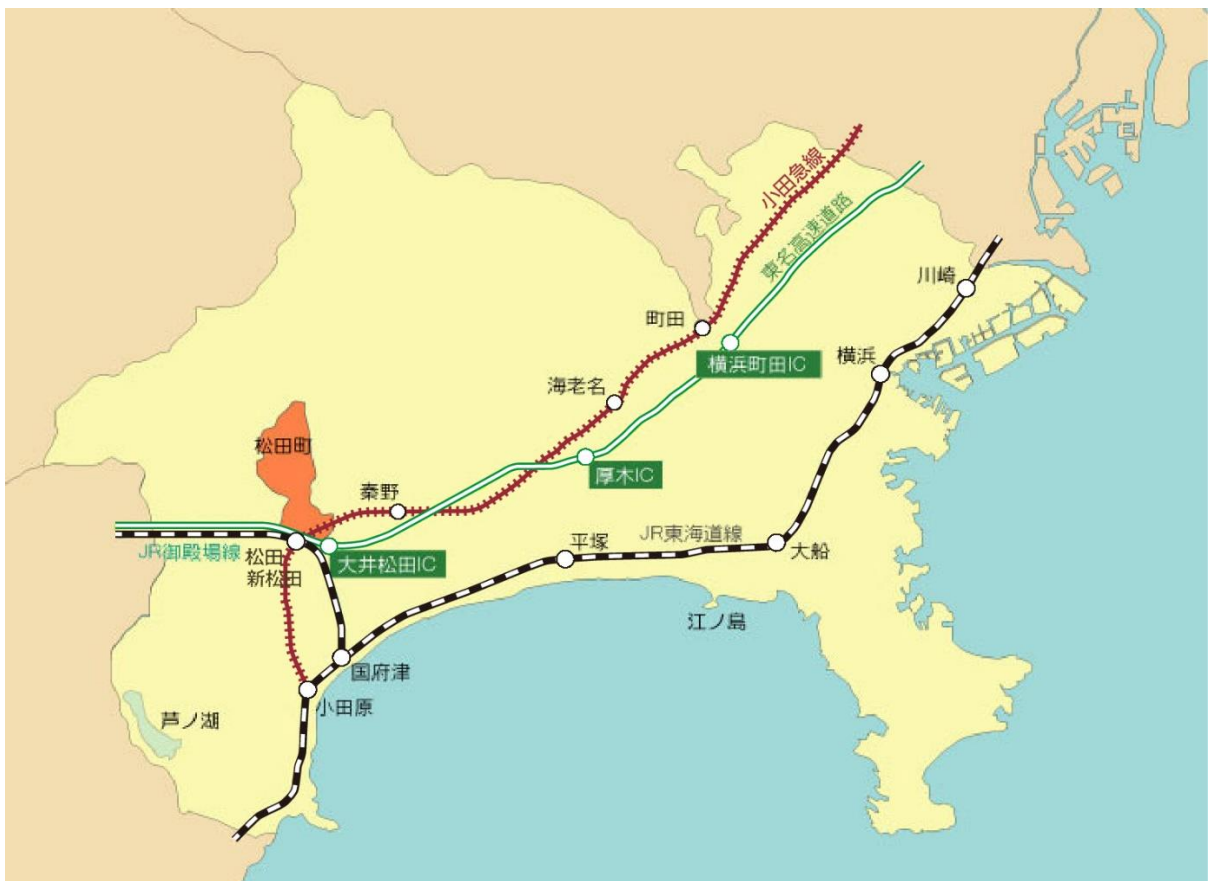 小田急線
東名高速道路
川崎
町田
横浜町田IC
横浜
海老名
松田町
厚木IC
秦野
JR東海道線
平塚
大船
JR御殿場線
松田
新松田
大井松田IC
江ノ島
国府津
小田原
芦ノ湖